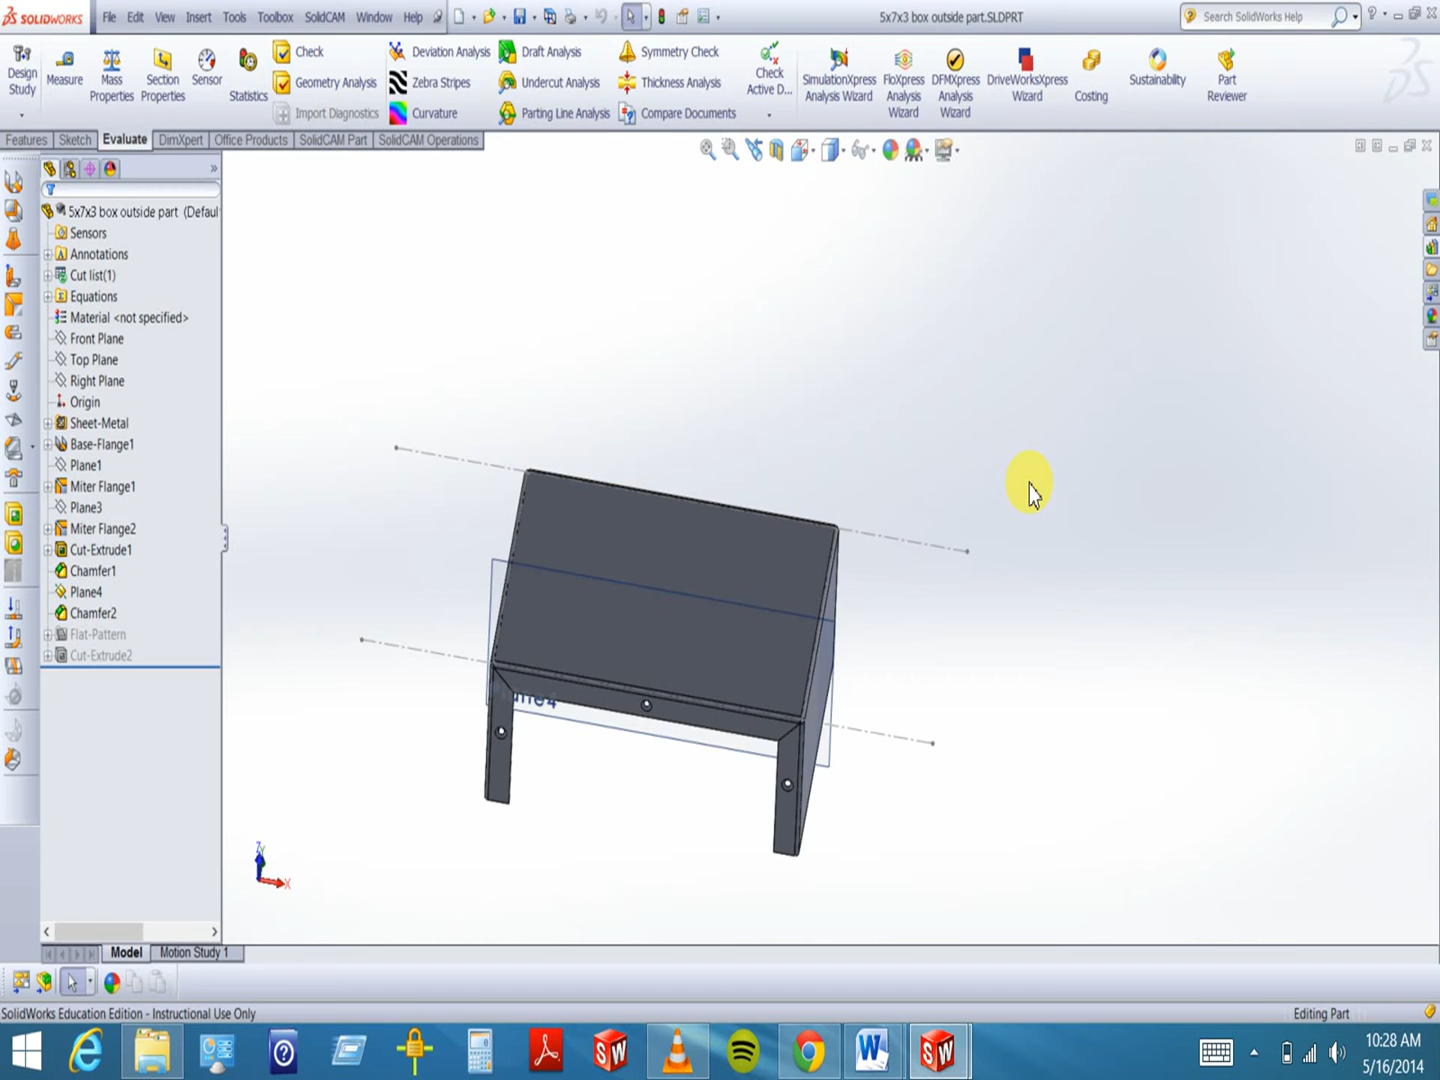 SOLIDWORKS File Edit View Insert Tools Toolbox SolidCAM Window Help 5x7x3 box outside part.SLDPRT Search SolidWorks Help
Design Study
Measure
Mass Properties
Section Properties
Sensor
Statistics
Check
Geometry Analysis
Import Diagnostics
Deviation Analysis
Zebra Stripes
Curvature
Draft Analysis
Undercut Analysis
Parting Line Analysis
Symmetry Check
Thickness Analysis
Compare Documents
Check Active D...
SimulationXpress Analysis Wizard
FloXpress Analysis Wizard
DFMXpress Analysis Wizard
DriveWorksXpress Wizard
Costing
Sustainability
Part Reviewer
Features Sketch Evaluate DimXpert Office Products SolidCAM Part SolidCAM Operations
5x7x3 box outside part (Defaul
Sensors
Annotations
Cut list(1)
Equations
Material <not specified>
Front Plane
Top Plane
Right Plane
Origin
Sheet-Metal
Base-Flange1
Plane1
Miter Flange1
Plane3
Miter Flange2
Cut-Extrude1
Chamfer1
Plane4
Chamfer2
Flat-Pattern
Cut-Extrude2
Z
Y
X
Model Motion Study 1
SolidWorks Education Edition - Instructional Use Only Editing Part
10:28 AM
5/16/2014